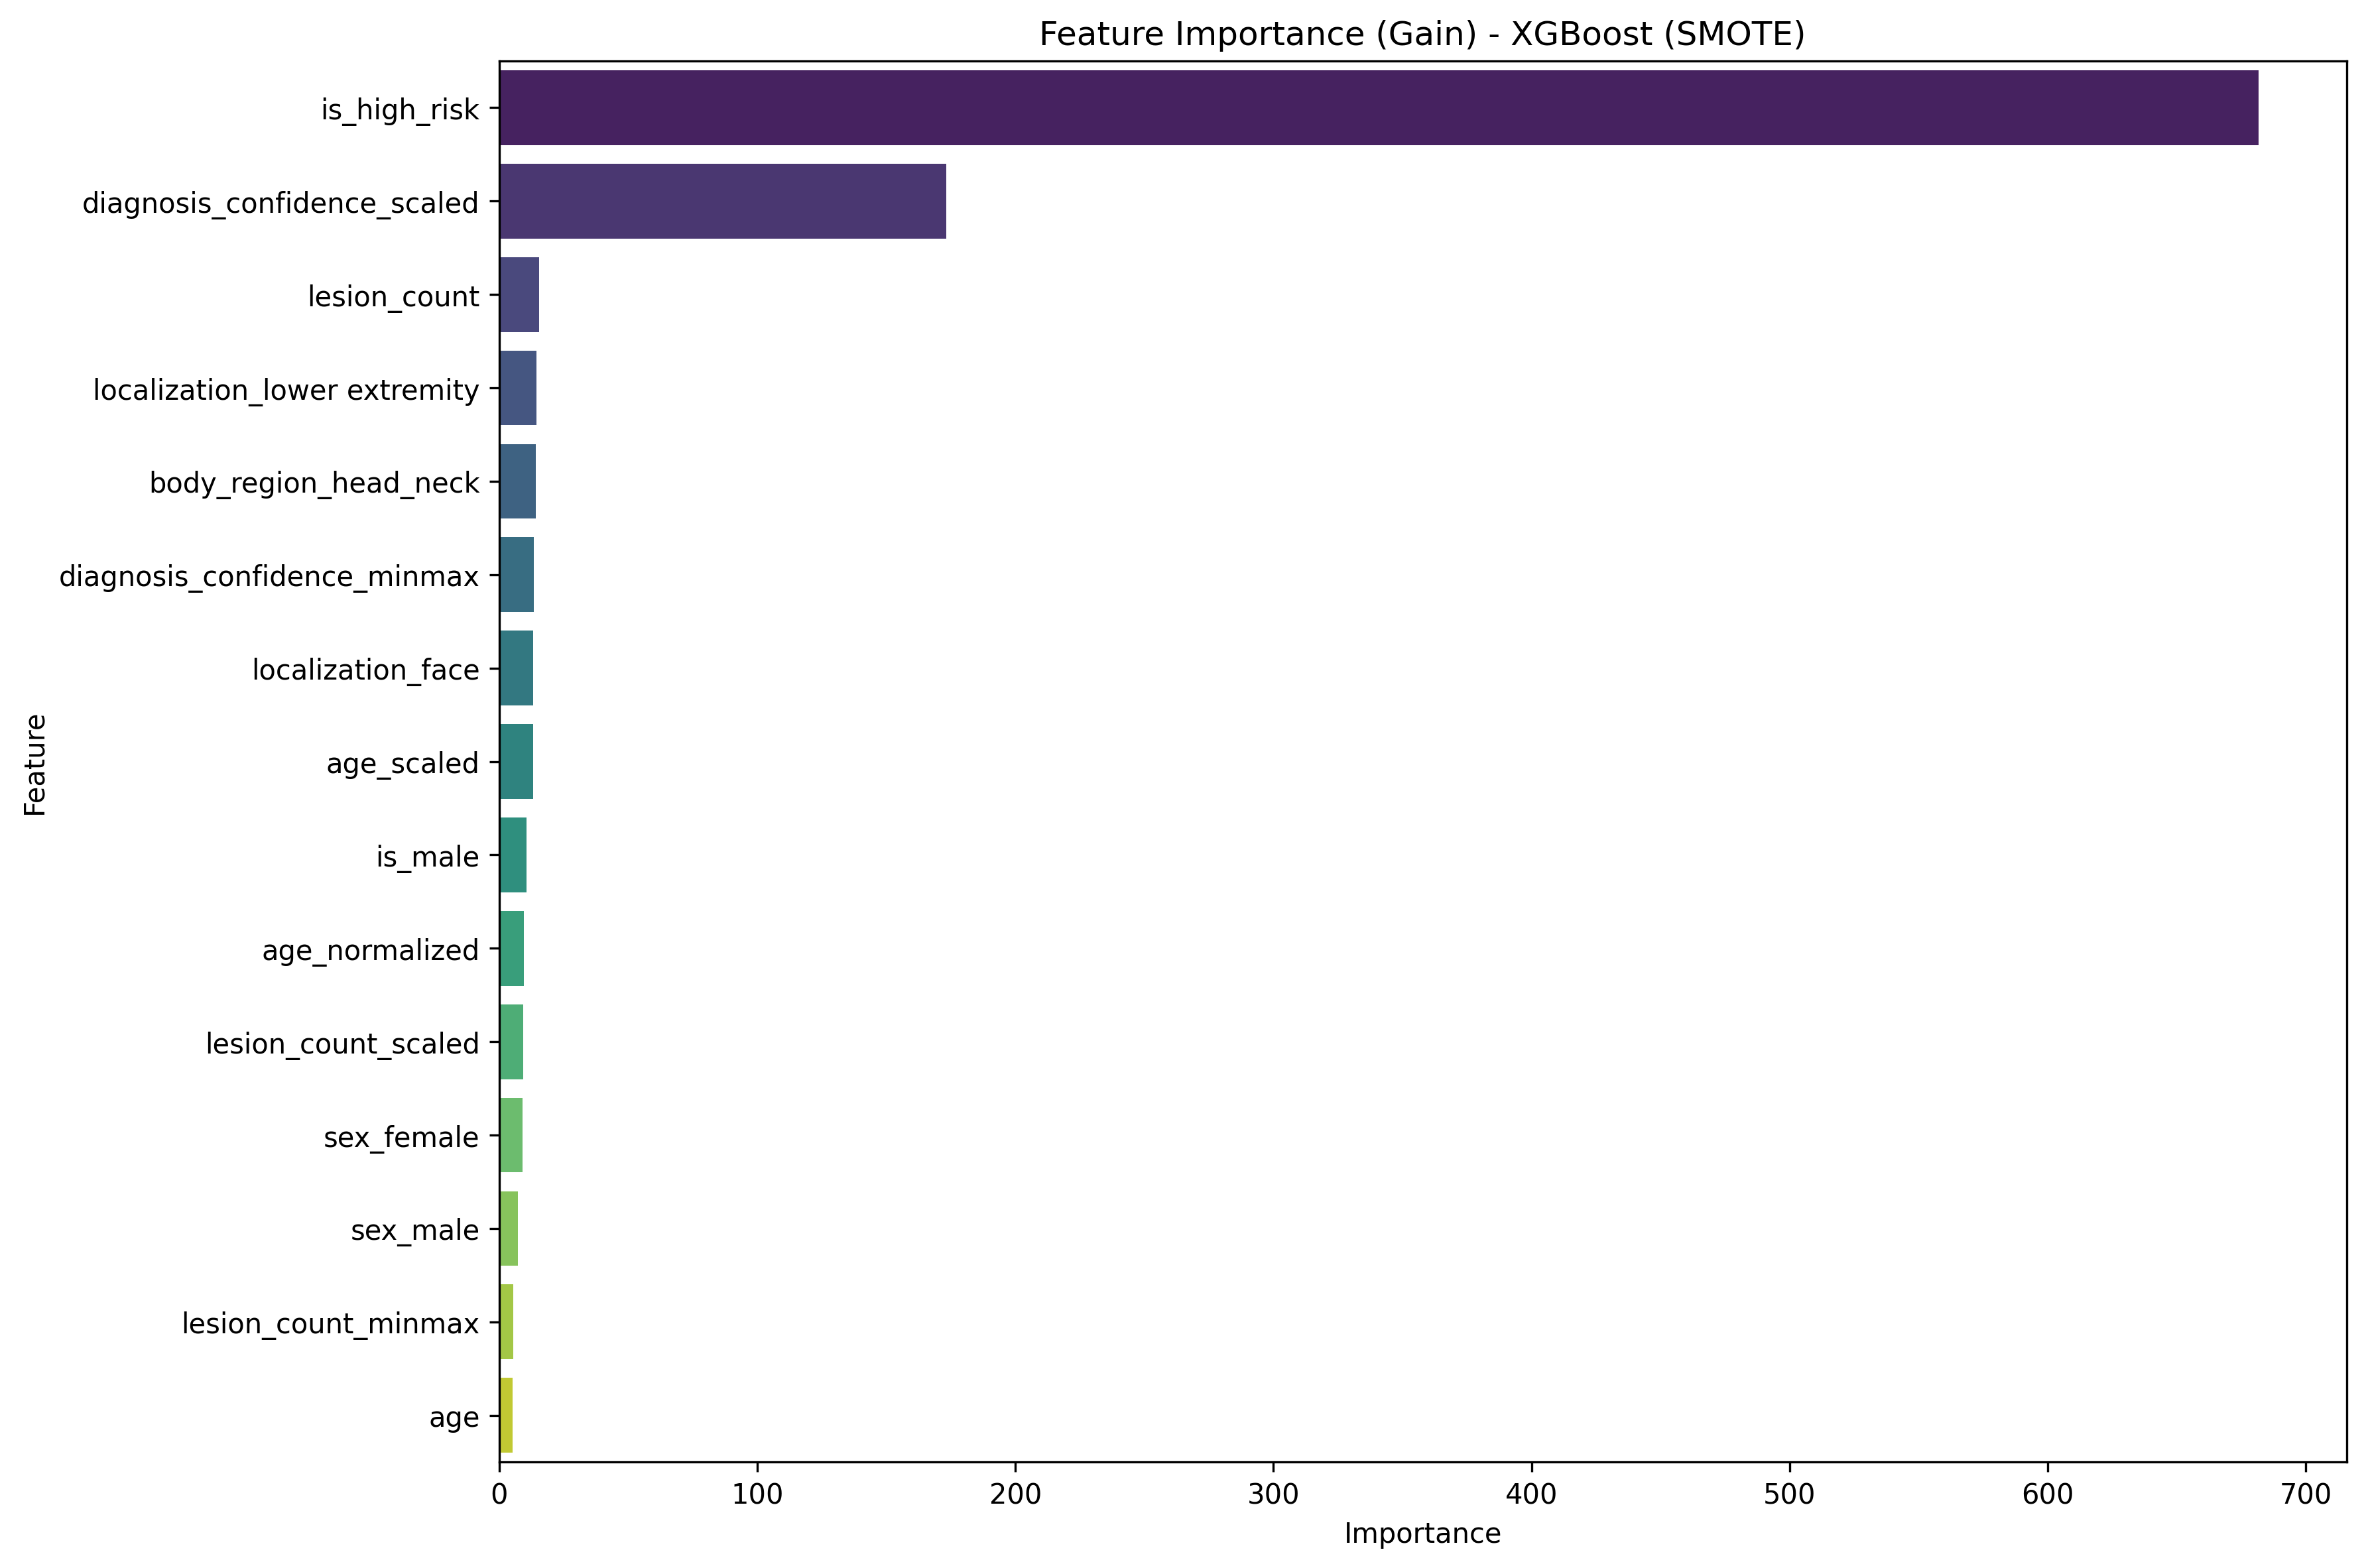 Feature Importance (Gain) - XGBoost (SMOTE)
is_high_risk
diagnosis_confidence_scaled
lesion_count
localization_lower extremity
body_region_head_neck
diagnosis_confidence_minmax
localization_face
age_scaled
is_male
age_normalized
lesion_count_scaled
sex_female
sex_male
lesion_count_minmax
age
Feature
0 100 200 300 400 500 600 700
Importance